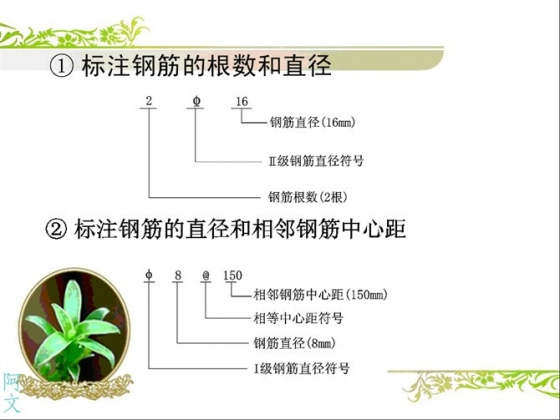 ① 标注钢筋的根数和直径
2 ф 16
钢筋直径(16mm)
Ⅱ级钢筋直径符号
钢筋根数(2根)
② 标注钢筋的直径和相邻钢筋中心距
ф 8 @ 150
相邻钢筋中心距(150mm)
相等中心距符号
钢筋直径(8mm)
Ⅰ级钢筋直径符号
阿文